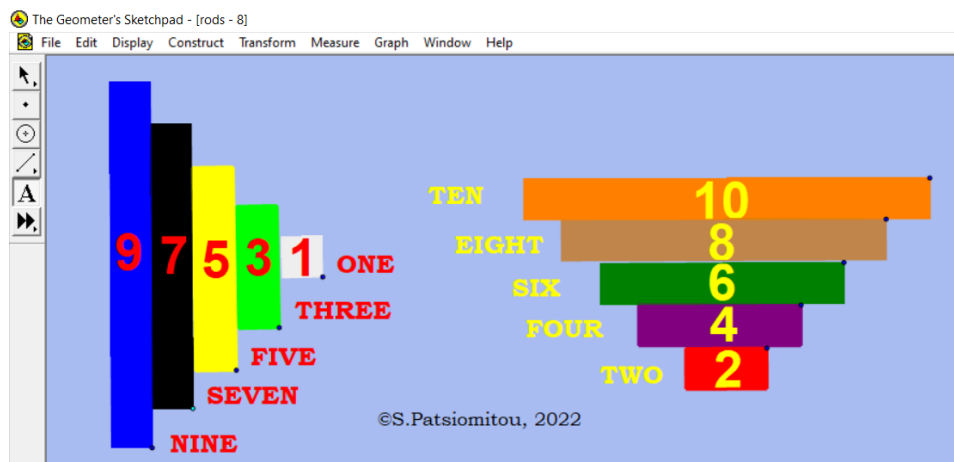 The Geometer's Sketchpad - [rods - 8]
File Edit Display Construct Transform Measure Graph Window Help
A
9 7 5 3 1 ONE
THREE
FIVE
SEVEN
NINE
TEN 10
EIGHT 8
SIX 6
FOUR 4
TWO 2
©S.Patsiomitou, 2022